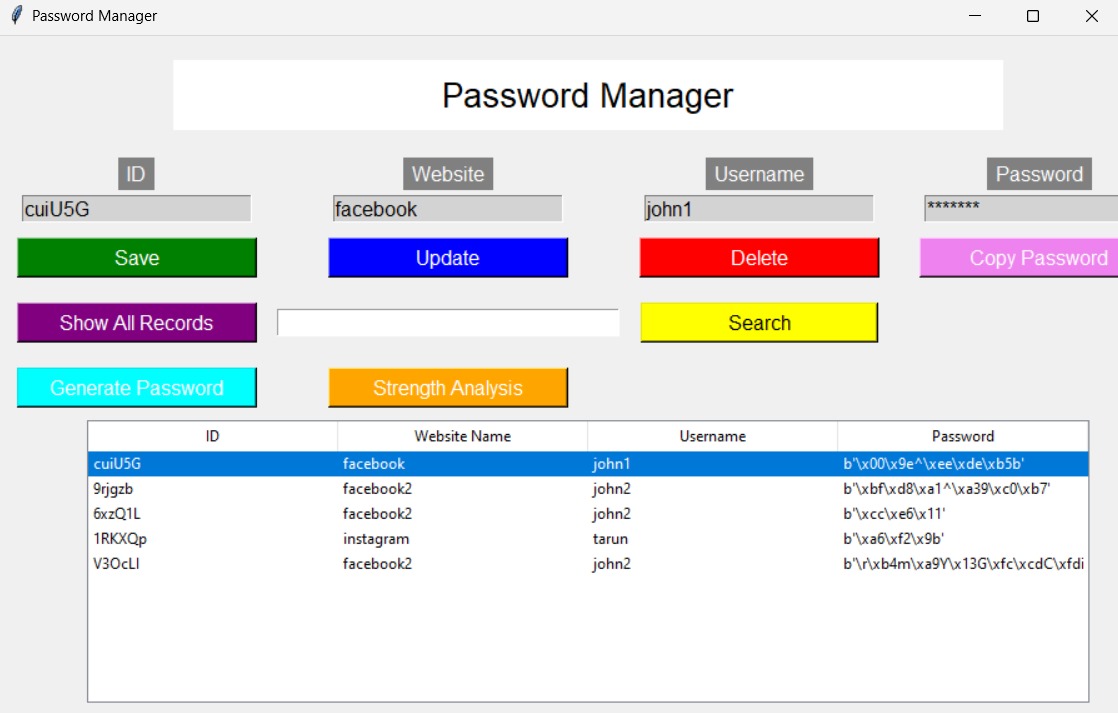 Password Manager
Password Manager
ID Website Username Password
cuiU5G facebook john1 *******
Save Update Delete Copy Password
Show All Records Search
Generate Password Strength Analysis
ID Website Name Username Password
cuiU5G facebook john1 b'\x00\x9e^\xee\xde\xb5b'
9rjgzb facebook2 john2 b'\xbf\xd8\xa1^\xa39\xc0\xb7'
6xzQ1L facebook2 john2 b'\xcc\xe6\x11'
1RKXQp instagram tarun b'\xa6\xf2\x9b'
V3OcLl facebook2 john2 b'\r\xb4m\xa9Y\x13G\xfc\xcdC\xfdi